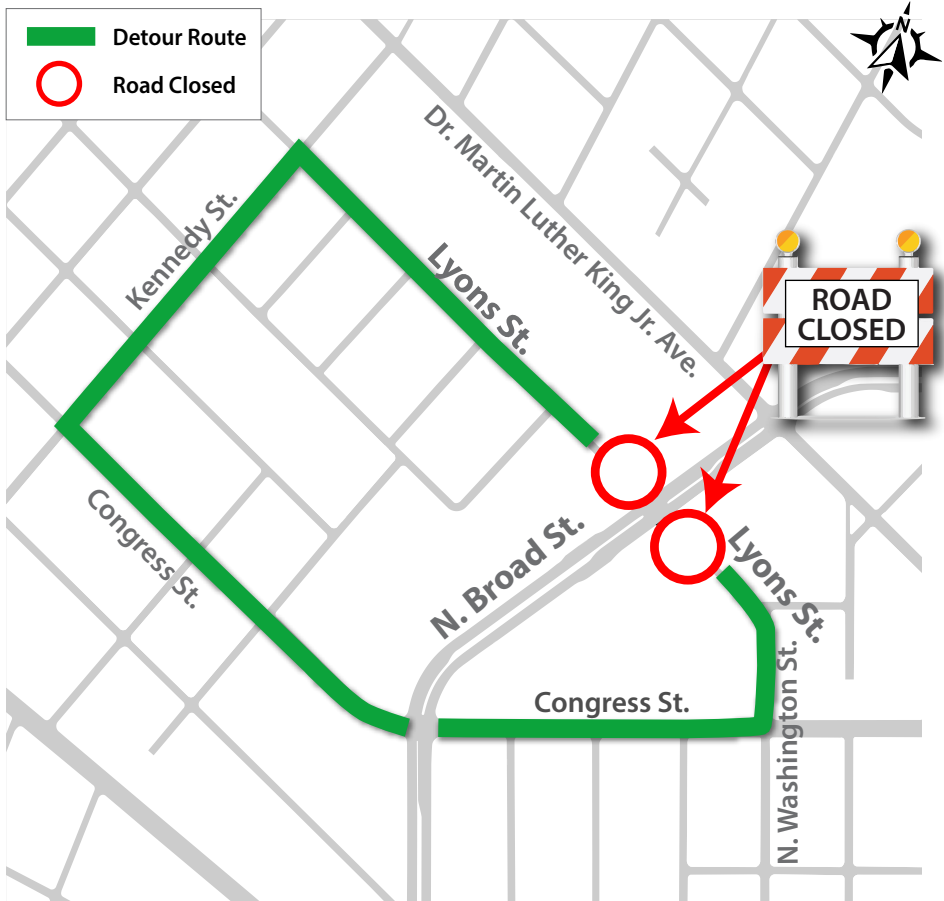 Detour Route
Road Closed
N
Dr. Martin Luther King Jr. Ave.
Kennedy St.
Lyons St.
ROAD
CLOSED
Congress St.
N. Broad St.
Lyons St.
Congress St.
N. Washington St.